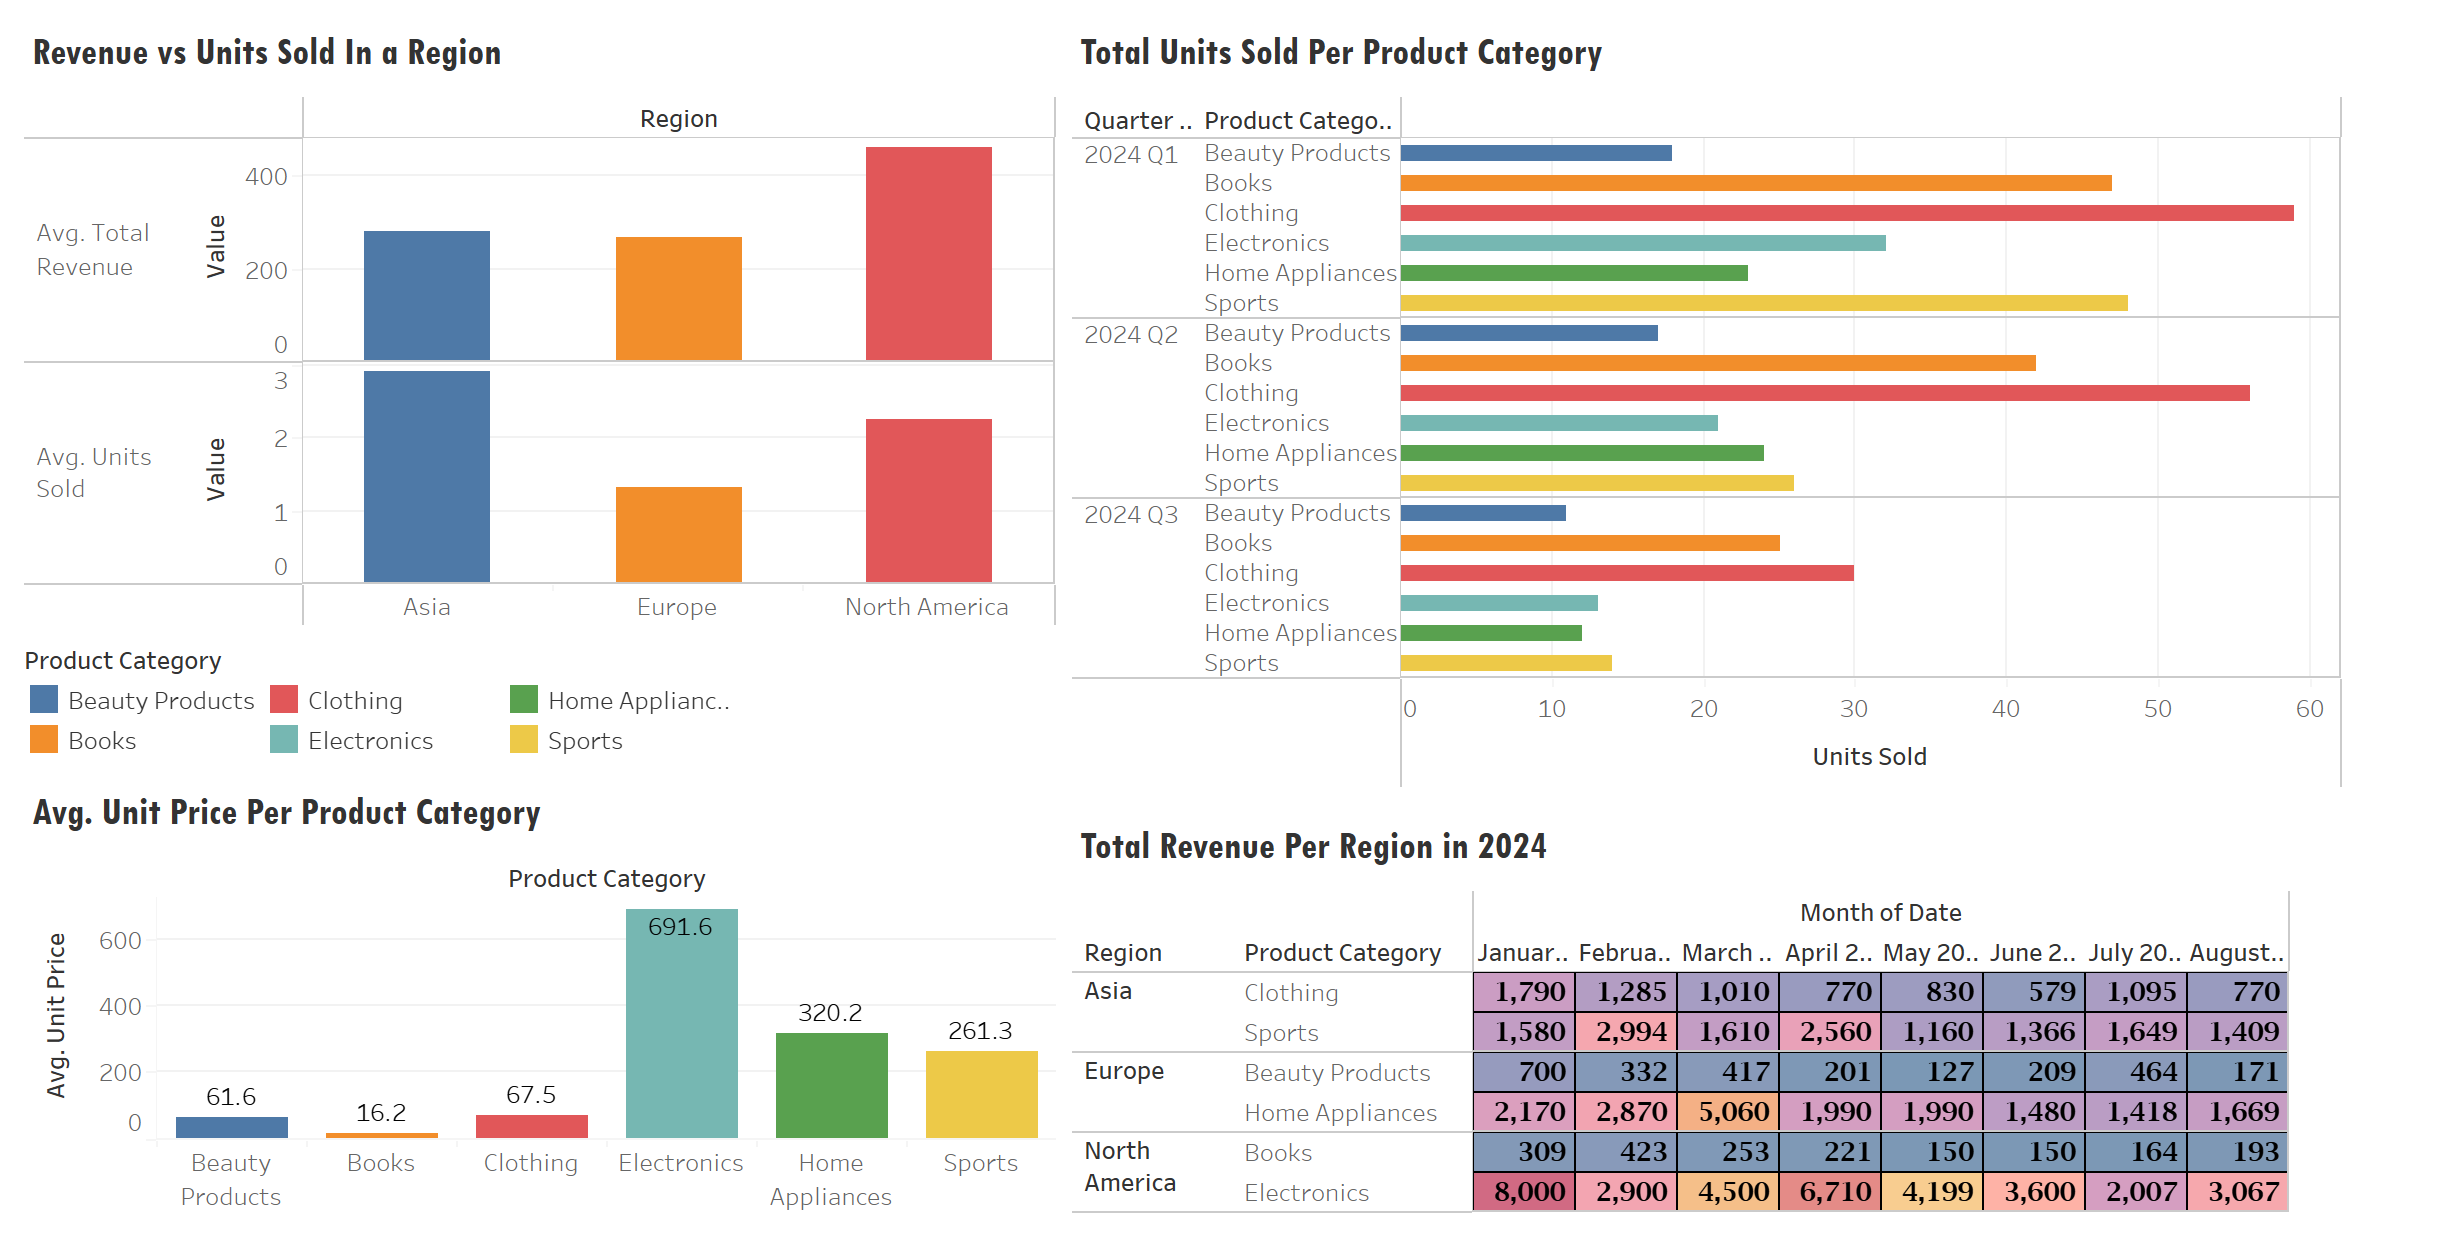 Revenue vs Units Sold In a Region
Region
Avg. Total
Revenue
Value
400
200
0
Avg. Units
Sold
Value
3
2
1
0
Asia Europe North America
Product Category
Beauty Products Clothing Home Applianc..
Books Electronics Sports
Avg. Unit Price Per Product Category
Product Category
Avg. Unit Price
600
400
200
0
61.6 16.2 67.5 691.6 320.2 261.3
Beauty Products Books Clothing Electronics Home Appliances Sports
Total Units Sold Per Product Category
Quarter .. Product Catego..
2024 Q1 Beauty Products
Books
Clothing
Electronics
Home Appliances
Sports
2024 Q2 Beauty Products
Books
Clothing
Electronics
Home Appliances
Sports
2024 Q3 Beauty Products
Books
Clothing
Electronics
Home Appliances
Sports
0 10 20 30 40 50 60
Units Sold
Total Revenue Per Region in 2024
Month of Date
Region Product Category Januar.. Februa.. March .. April 2.. May 20.. June 2.. July 20.. August..
Asia Clothing 1,790 1,285 1,010 770 830 579 1,095 770
Sports 1,580 2,994 1,610 2,560 1,160 1,366 1,649 1,409
Europe Beauty Products 700 332 417 201 127 209 464 171
Home Appliances 2,170 2,870 5,060 1,990 1,990 1,480 1,418 1,669
North America Books 309 423 253 221 150 150 164 193
Electronics 8,000 2,900 4,500 6,710 4,199 3,600 2,007 3,067